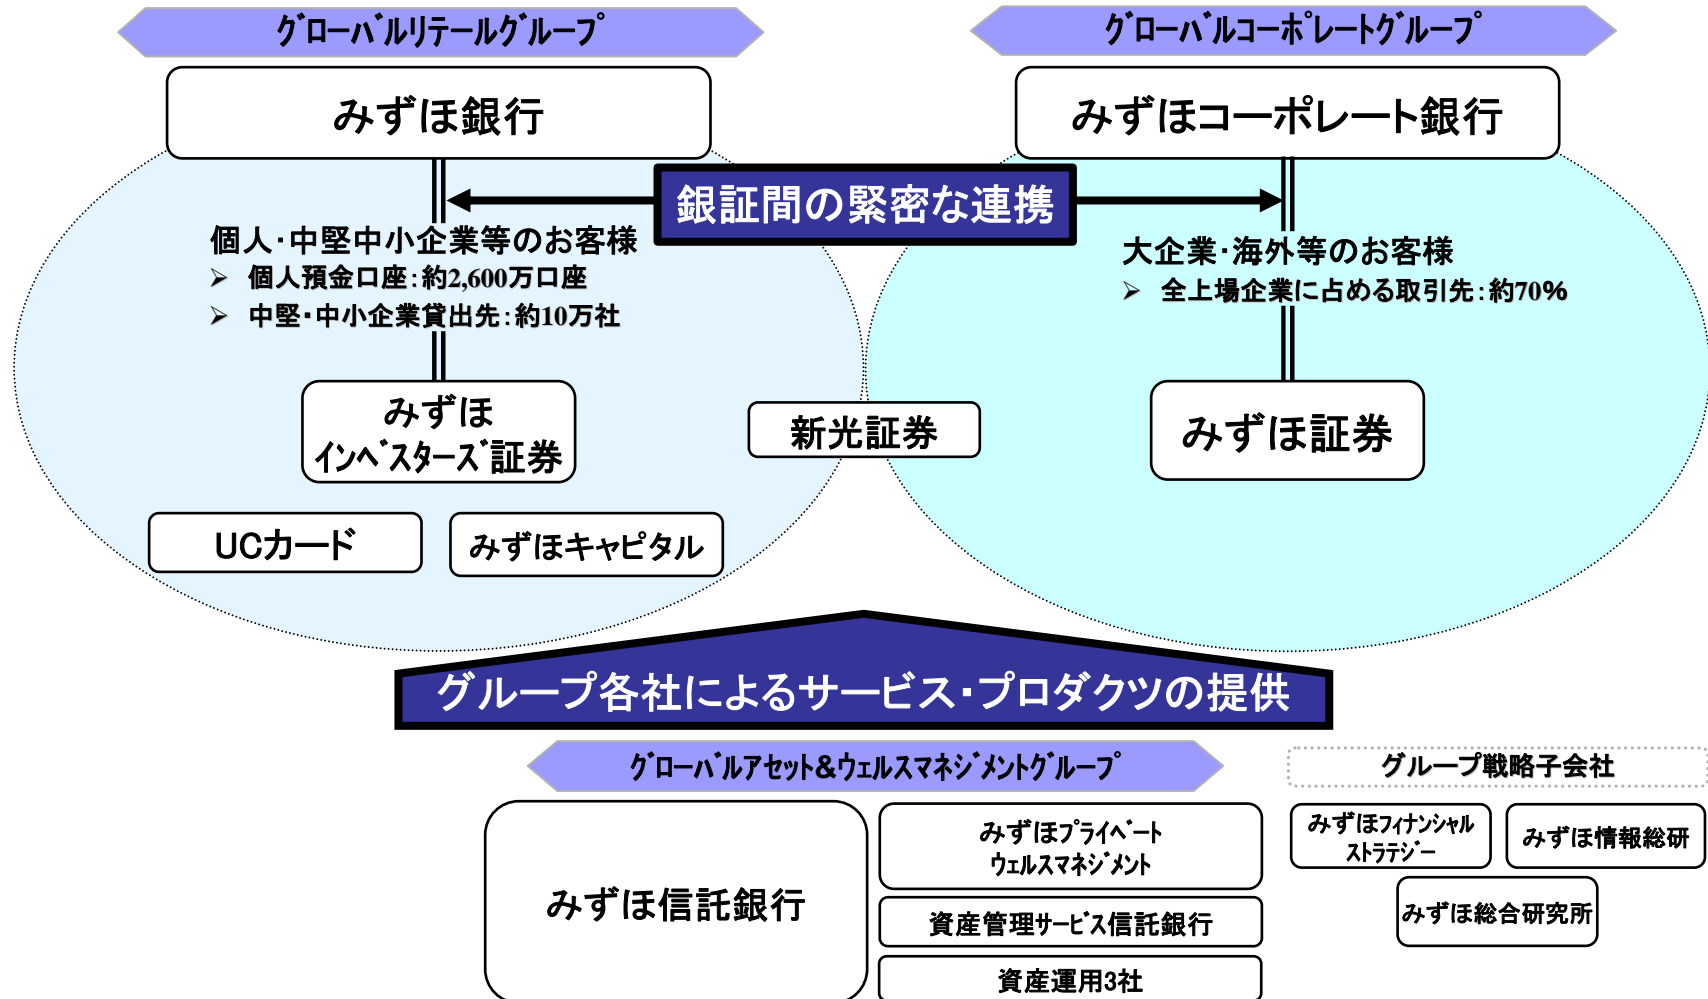 グローバルリテールグループ
グローバルコーポレートグループ
みずほ銀行
みずほコーポレート銀行
銀証間の緊密な連携
個人・中堅中小企業等のお客様
➢ 個人預金口座：約2,600万口座
➢ 中堅・中小企業貸出先：約10万社
大企業・海外等のお客様
➢ 全上場企業に占める取引先：約70%
みずほ
インベスターズ証券
新光証券
みずほ証券
UCカード
みずほキャピタル
グループ各社によるサービス・プロダクツの提供
グローバルアセット&ウェルスマネジメントグループ
グループ戦略子会社
みずほ信託銀行
みずほプライベート
ウェルスマネジメント
資産管理サービス信託銀行
資産運用3社
みずほフィナンシャル
ストラテジー
みずほ情報総研
みずほ総合研究所